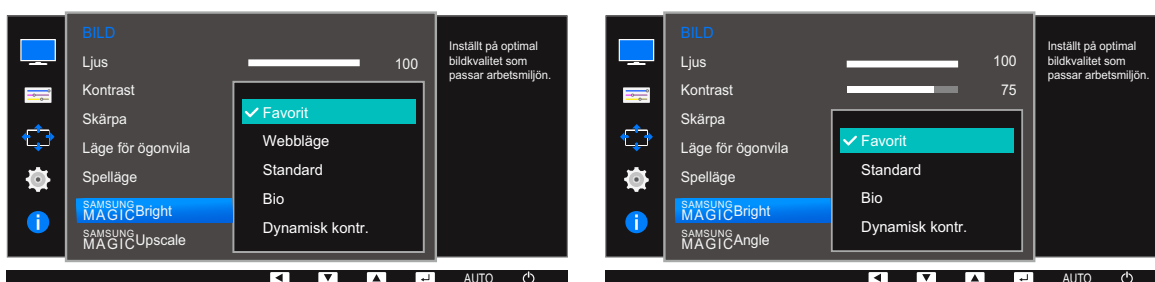 BILD
Ljus 100
Kontrast
Skärpa
Läge för ögonvila
Spelläge
SAMSUNG
MAGICBright
SAMSUNG
MAGICUpscale
Favorit
Webbläge
Standard
Bio
Dynamisk kontr.
Inställt på optimal
bildkvalitet som
passar arbetsmiljön.
AUTO
BILD
Ljus 100
Kontrast 75
Skärpa
Läge för ögonvila
Spelläge
SAMSUNG
MAGICBright
SAMSUNG
MAGICAngle
Favorit
Standard
Bio
Dynamisk kontr.
Inställt på optimal
bildkvalitet som
passar arbetsmiljön.
AUTO